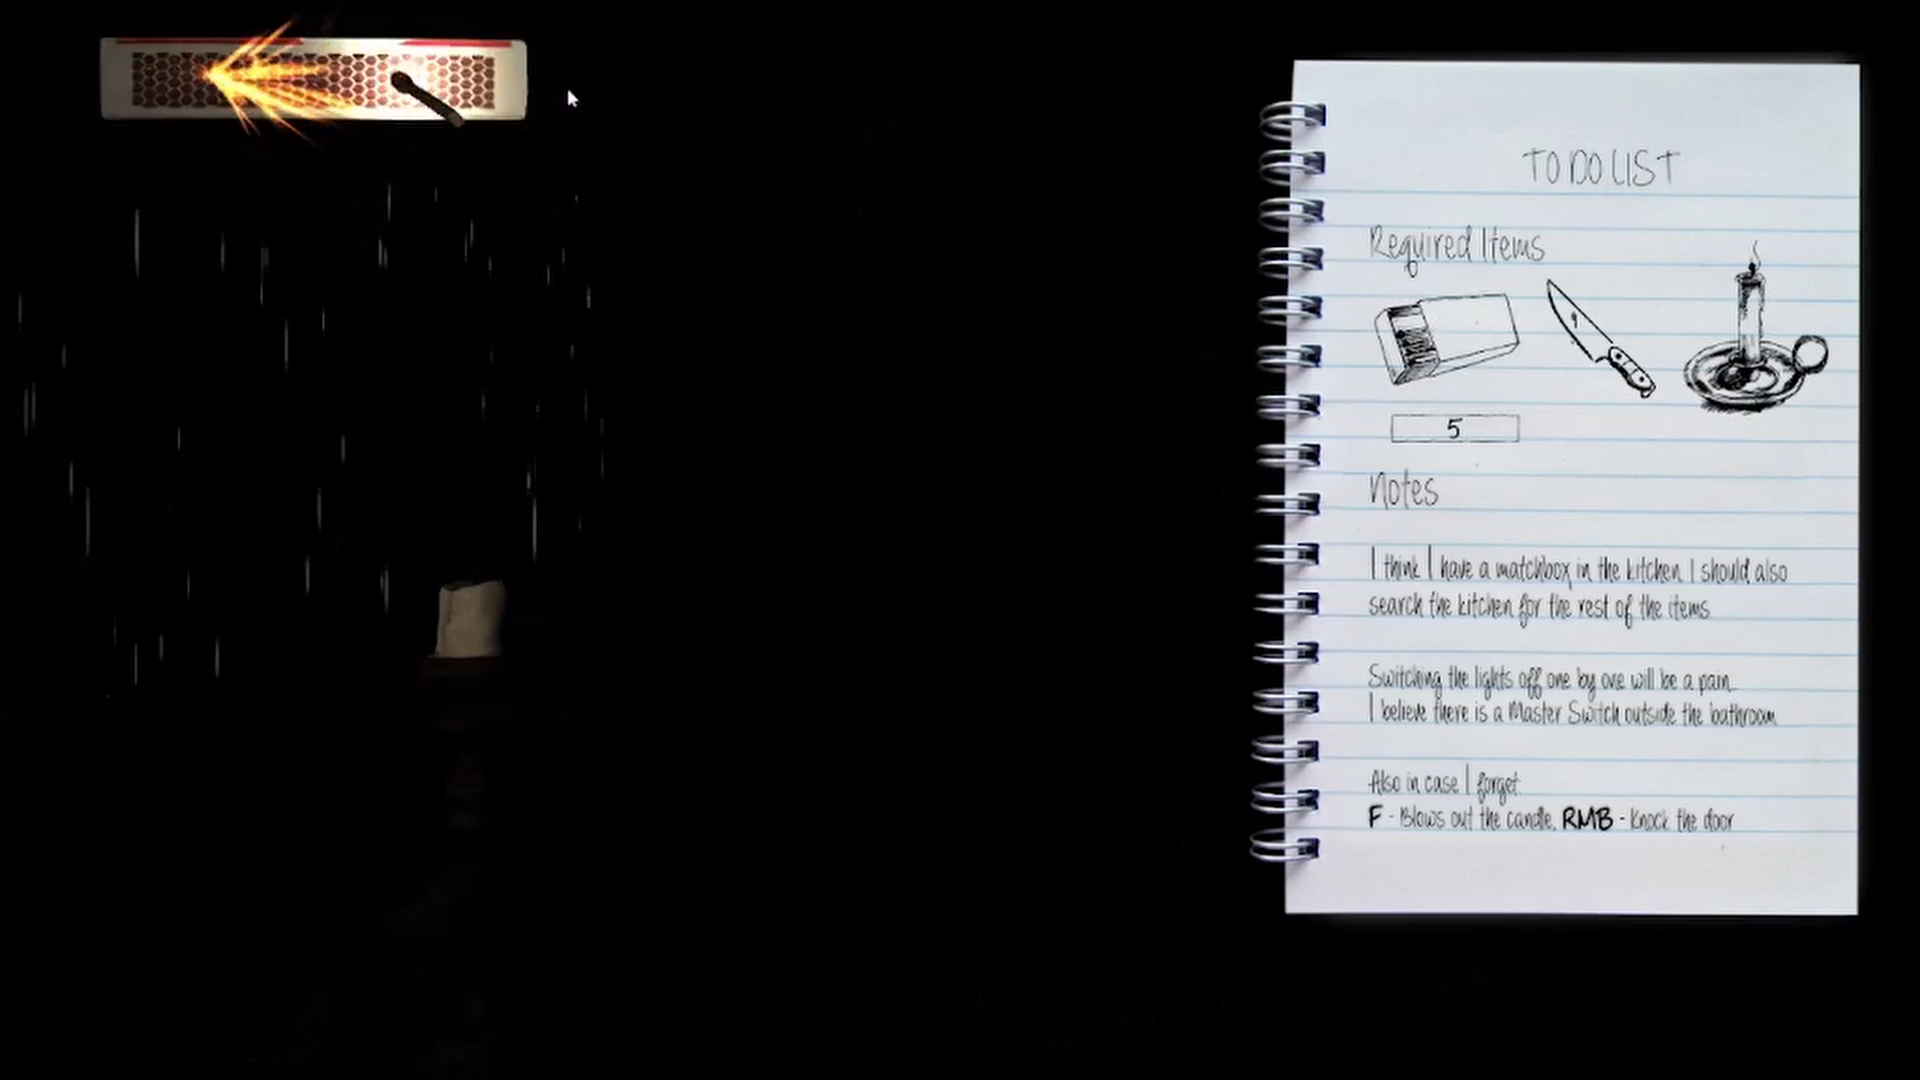 TO DO LIST
Required Items
5
Notes
I think I have a matchbox in the kitchen. I should also
search the kitchen for the rest of the items.
Switching the lights off one by one will be a pain.
I believe there is a Master Switch outside the bathroom.
Also in case I forget:
F - Blows out the candle. RMB - Knock the door